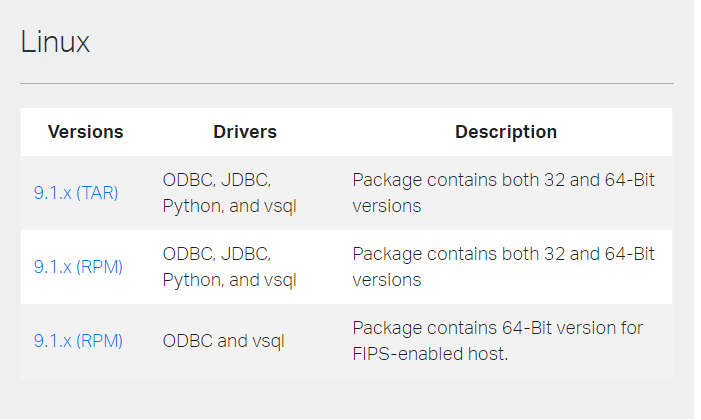 Linux
Versions Drivers Description
9.1.x (TAR) ODBC, JDBC, Package contains both 32 and 64-Bit
Python, and vsql versions
9.1.x (RPM) ODBC, JDBC, Package contains both 32 and 64-Bit
Python, and vsql versions
9.1.x (RPM) ODBC and vsql Package contains 64-Bit version for
FIPS-enabled host.